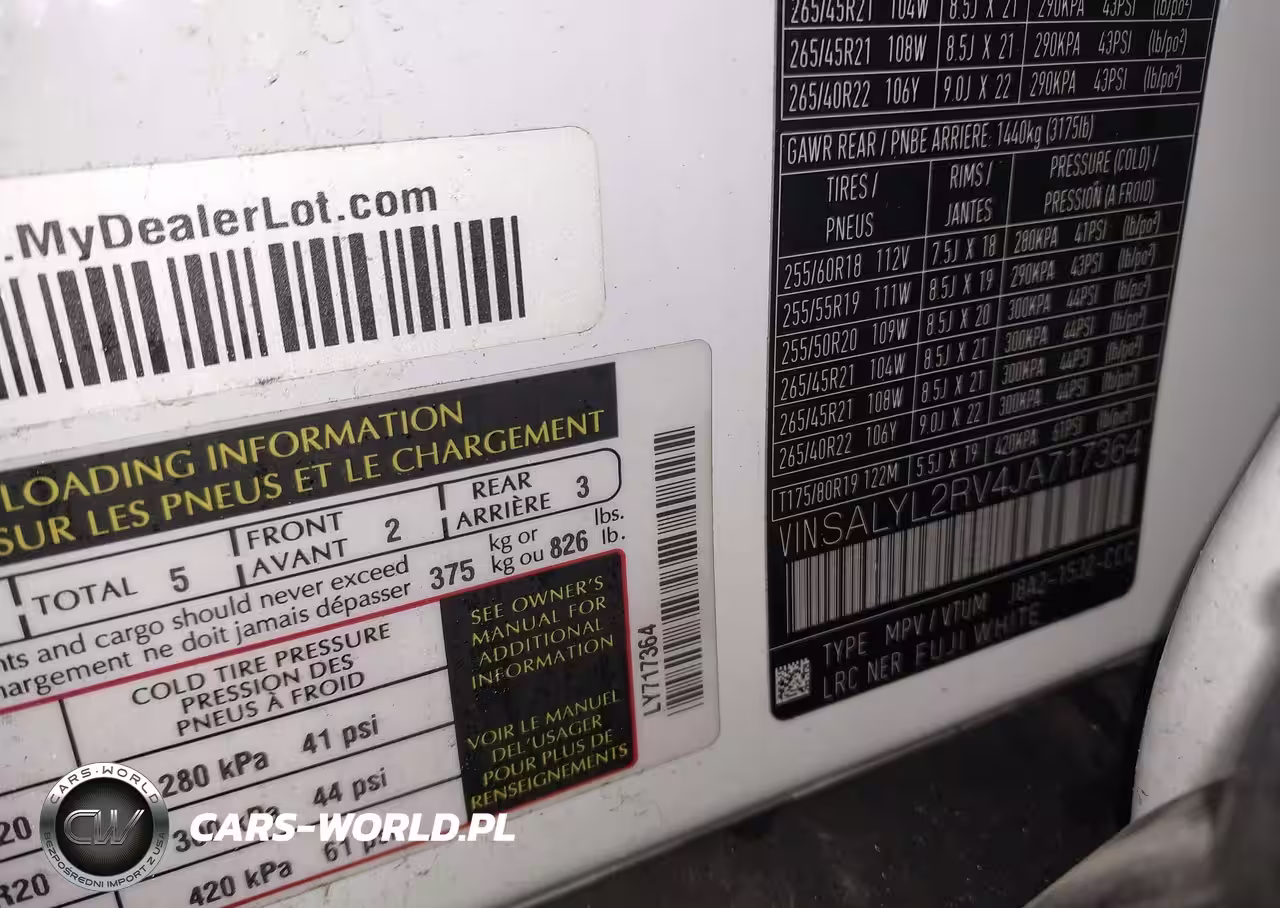 .MyDealerLot.com
LOADING INFORMATION
SUR LES PNEUS ET LE CHARGEMENT
TOTAL 5 FRONT AVANT 2 REAR ARRIÈRE 3
nts and cargo should never exceed 375 kg or 826 lbs.
hargement ne doit jamais dépasser kg ou lb.
COLD TIRE PRESSURE
PRESSION DES
PNEUS À FROID
280 kPa 41 psi
44 psi
420 kPa 61
20
R20
SEE OWNER'S
MANUAL FOR
ADDITIONAL
INFORMATION
VOIR LE MANUEL
DEL'USAGER
POUR PLUS DE
RENSEIGNEMENTS
LY717364
265/45R21 104W 8.5J X 21 290KPA 43PSI (lb/po²)
265/45R21 108W 8.5J X 21 290KPA 43PSI (lb/po²)
265/40R22 106Y 9.0J X 22 290KPA 43PSI (lb/po²)
GAWR REAR / PNBE ARRIERE: 1440kg (3175lb)
TIRES / PNEUS RIMS / JANTES PRESSURE (COLD) / PRESSION (A FROID)
255/60R18 112V 7.5J X 18 280KPA 41PSI (lb/po²)
255/55R19 111W 8.5J X 19 290KPA 43PSI (lb/po²)
255/50R20 109W 8.5J X 20 300KPA 44PSI (lb/po²)
265/45R21 104W 8.5J X 21 300KPA 44PSI (lb/po²)
265/45R21 108W 8.5J X 21 300KPA 44PSI (lb/po²)
265/40R22 106Y 9.0J X 22 300KPA 44PSI (lb/po²)
T175/80R19 122M 5.5J X 19 420KPA 61PSI (lb/po²)
VINSALYL2RV4JA717364
TYPE MPV/VTUM
LRC NER FUJI WHITE
CARS-WORLD
CW
BEZPOŚREDNI IMPORT Z USA
CARS-WORLD.PL